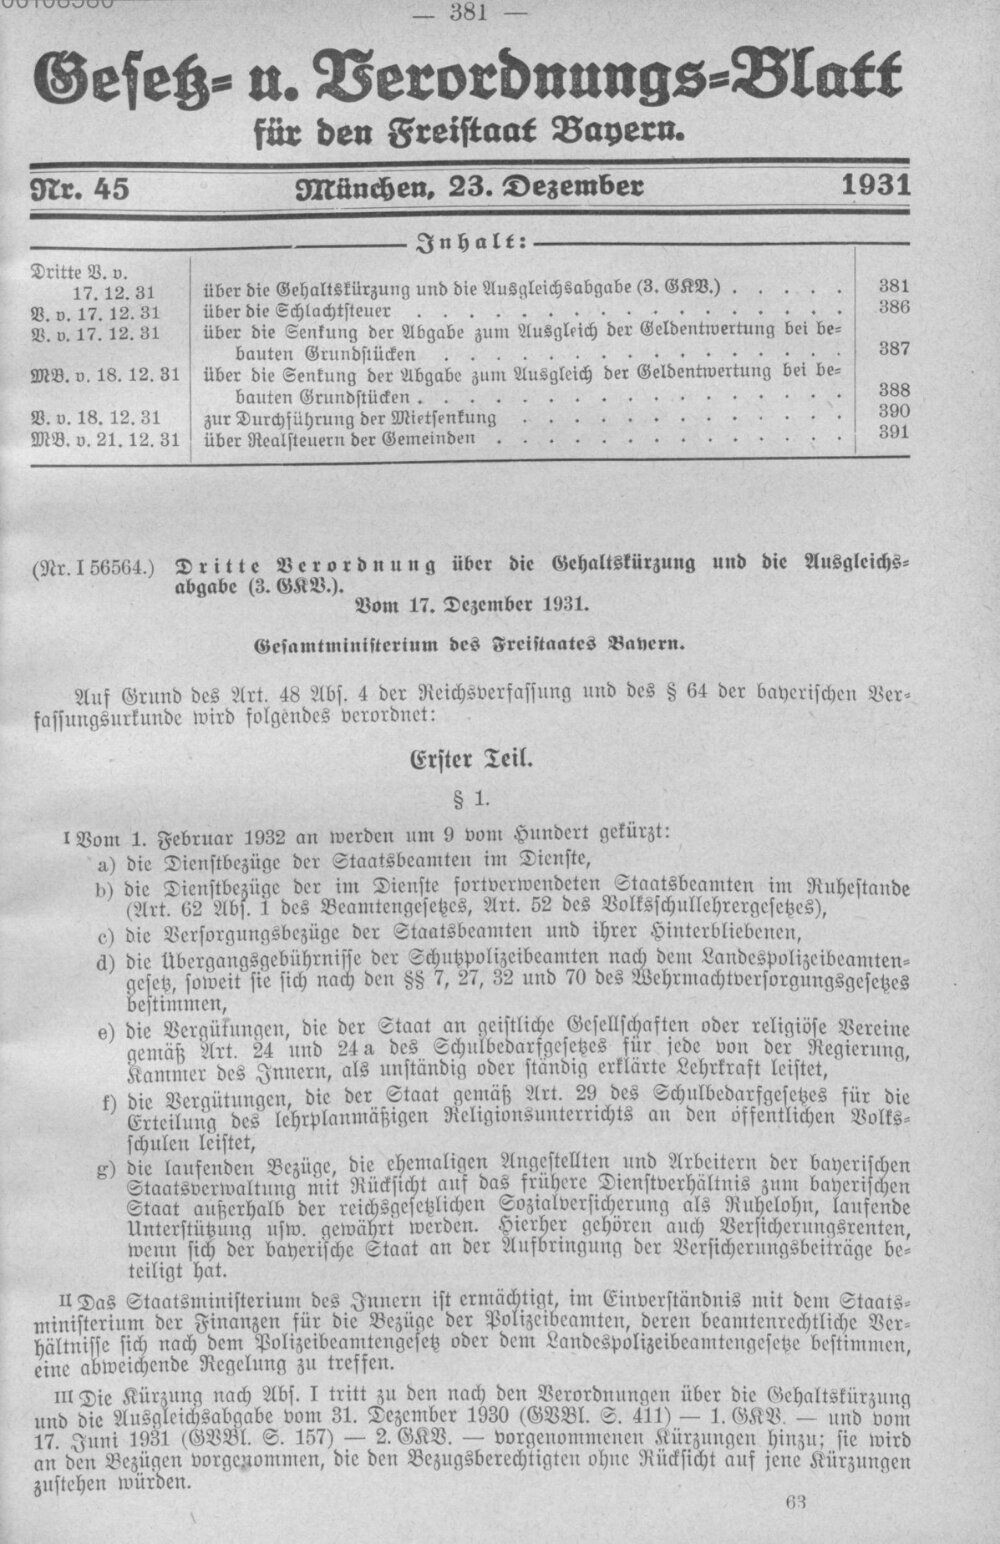 — 381 —
Gesetz- u. Verordnungs-Blatt
für den Freistaat Bayern.
Nr. 45 München, 23. Dezember 1931
Inhalt:
Dritte V. v.
17. 12. 31 über die Gehaltskürzung und die Ausgleichsabgabe (3. GKV.) . . . . . 381
V. v. 17. 12. 31 über die Schlachtsteuer . . . . . . . . . . . . . . . . . 386
V. v. 17. 12. 31 über die Senkung der Abgabe zum Ausgleich der Geldentwertung bei be-
bauten Grundstücken . . . . . . . . . . . . . . . . 387
MB. v. 18. 12. 31 über die Senkung der Abgabe zum Ausgleich der Geldentwertung bei be-
bauten Grundstücken . . . . . . . . . . . . . . . . . 388
V. v. 18. 12. 31 zur Durchführung der Mietsenkung . . . . . . . . . . . . . 390
MB. v. 21. 12. 31 über Realsteuern der Gemeinden . . . . . . . . . . . . . . 391
(Nr. I 56564.) Dritte Verordnung über die Gehaltskürzung und die Ausgleichs-
abgabe (3. GKV.).
Vom 17. Dezember 1931.
Gesamtministerium des Freistaates Bayern.
Auf Grund des Art. 48 Abs. 4 der Reichsverfassung und des § 64 der bayerischen Ver-
fassungsurkunde wird folgendes verordnet:
Erster Teil.
§ 1.
I Vom 1. Februar 1932 an werden um 9 vom Hundert gekürzt:
a) die Dienstbezüge der Staatsbeamten im Dienste,
b) die Dienstbezüge der im Dienste fortverwendeten Staatsbeamten im Ruhestande
(Art. 62 Abs. 1 des Beamtengesetzes, Art. 52 des Volksschullehrergesetzes),
c) die Versorgungsbezüge der Staatsbeamten und ihrer Hinterbliebenen,
d) die Übergangsgebührnisse der Schutzpolizeibeamten nach dem Landespolizeibeamten-
gesetz, soweit sie sich nach den §§ 7, 27, 32 und 70 des Wehrmachtversorgungsgesetzes
bestimmen,
e) die Vergütungen, die der Staat an geistliche Gesellschaften oder religiöse Vereine
gemäß Art. 24 und 24a des Schulbedarfgesetzes für jede von der Regierung,
Kammer des Innern, als unständig oder ständig erklärte Lehrkraft leistet,
f) die Vergütungen, die der Staat gemäß Art. 29 des Schulbedarfgesetzes für die
Erteilung des lehrplanmäßigen Religionsunterrichts an den öffentlichen Volks-
schulen leistet,
g) die laufenden Bezüge, die ehemaligen Angestellten und Arbeitern der bayerischen
Staatsverwaltung mit Rücksicht auf das frühere Dienstverhältnis zum bayerischen
Staat außerhalb der reichsgesetzlichen Sozialversicherung als Ruhelohn, laufende
Unterstützung usw. gewährt werden. Hierher gehören auch Versicherungsrenten,
wenn sich der bayerische Staat an der Aufbringung der Versicherungsbeiträge be-
teiligt hat.
II Das Staatsministerium des Innern ist ermächtigt, im Einverständnis mit dem Staats-
ministerium der Finanzen für die Bezüge der Polizeibeamten, deren beamtenrechtliche Ver-
hältnisse sich nach dem Polizeibeamtengesetz oder dem Landespolizeibeamtengesetze bestimmen,
eine abweichende Regelung zu treffen.
III Die Kürzung nach Abs. I tritt zu den nach den Verordnungen über die Gehaltskürzung
und die Ausgleichsabgabe vom 31. Dezember 1930 (GVBl. S. 411) — 1. GKV. — und vom
17. Juni 1931 (GVBl. S. 157) — 2. GKV. — vorgenommenen Kürzungen hinzu; sie wird
an den Bezügen vorgenommen, die den Bezugsberechtigten ohne Rücksicht auf jene Kürzungen
zustehen würden.
63